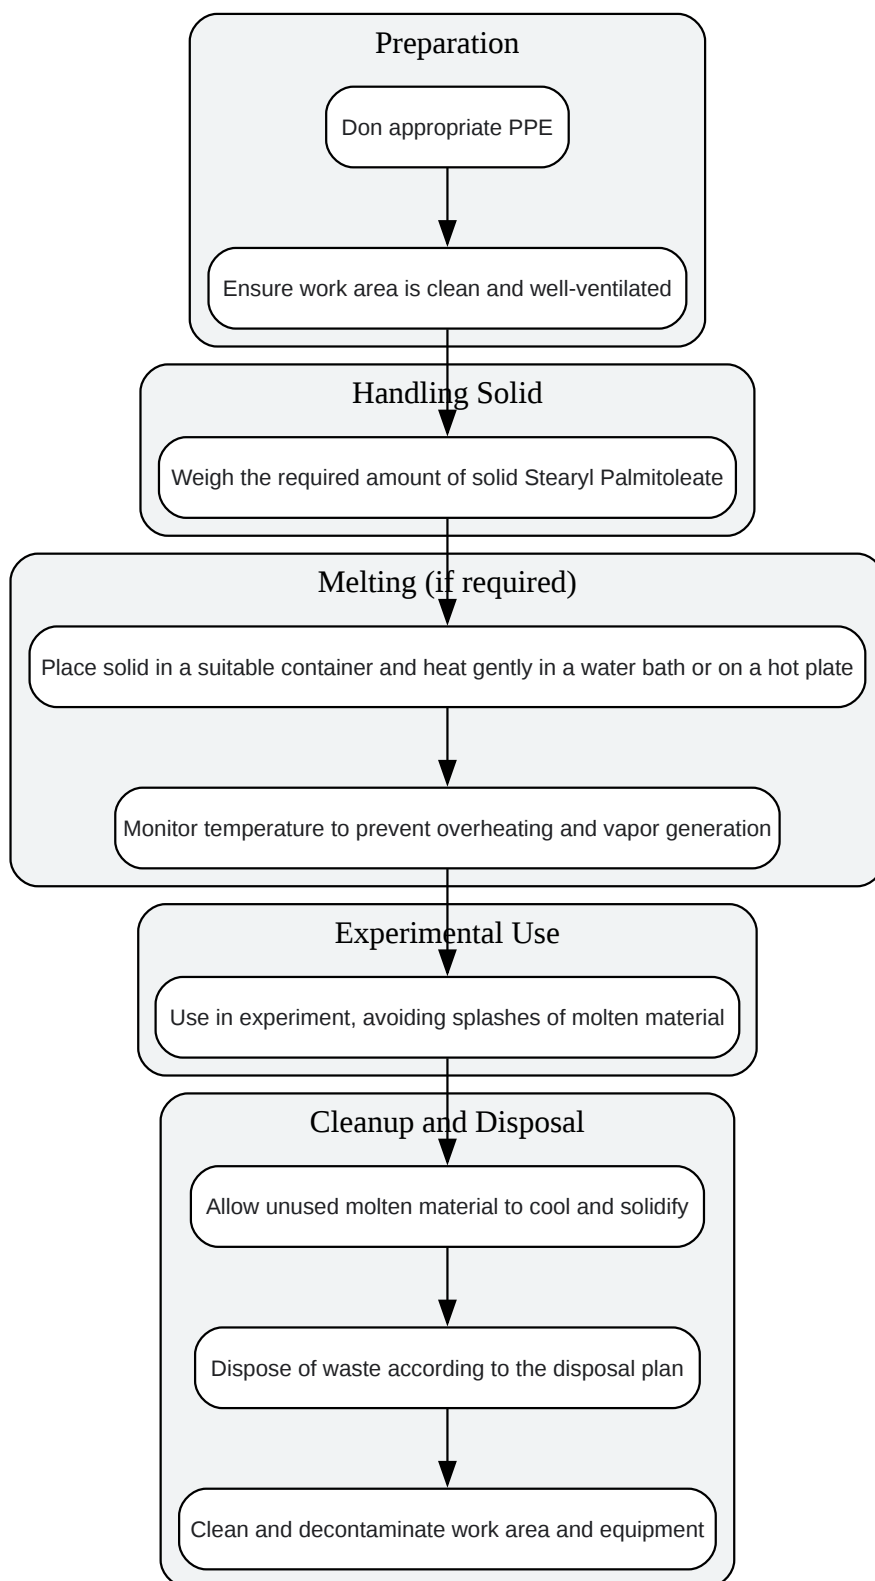 Preparation
Don appropriate PPE
Ensure work area is clean and well-ventilated
Handling Solid
Weigh the required amount of solid Stearyl Palmitoleate
Melting (if required)
Place solid in a suitable container and heat gently in a water bath or on a hot plate
Monitor temperature to prevent overheating and vapor generation
Experimental Use
Use in experiment, avoiding splashes of molten material
Cleanup and Disposal
Allow unused molten material to cool and solidify
Dispose of waste according to the disposal plan
Clean and decontaminate work area and equipment